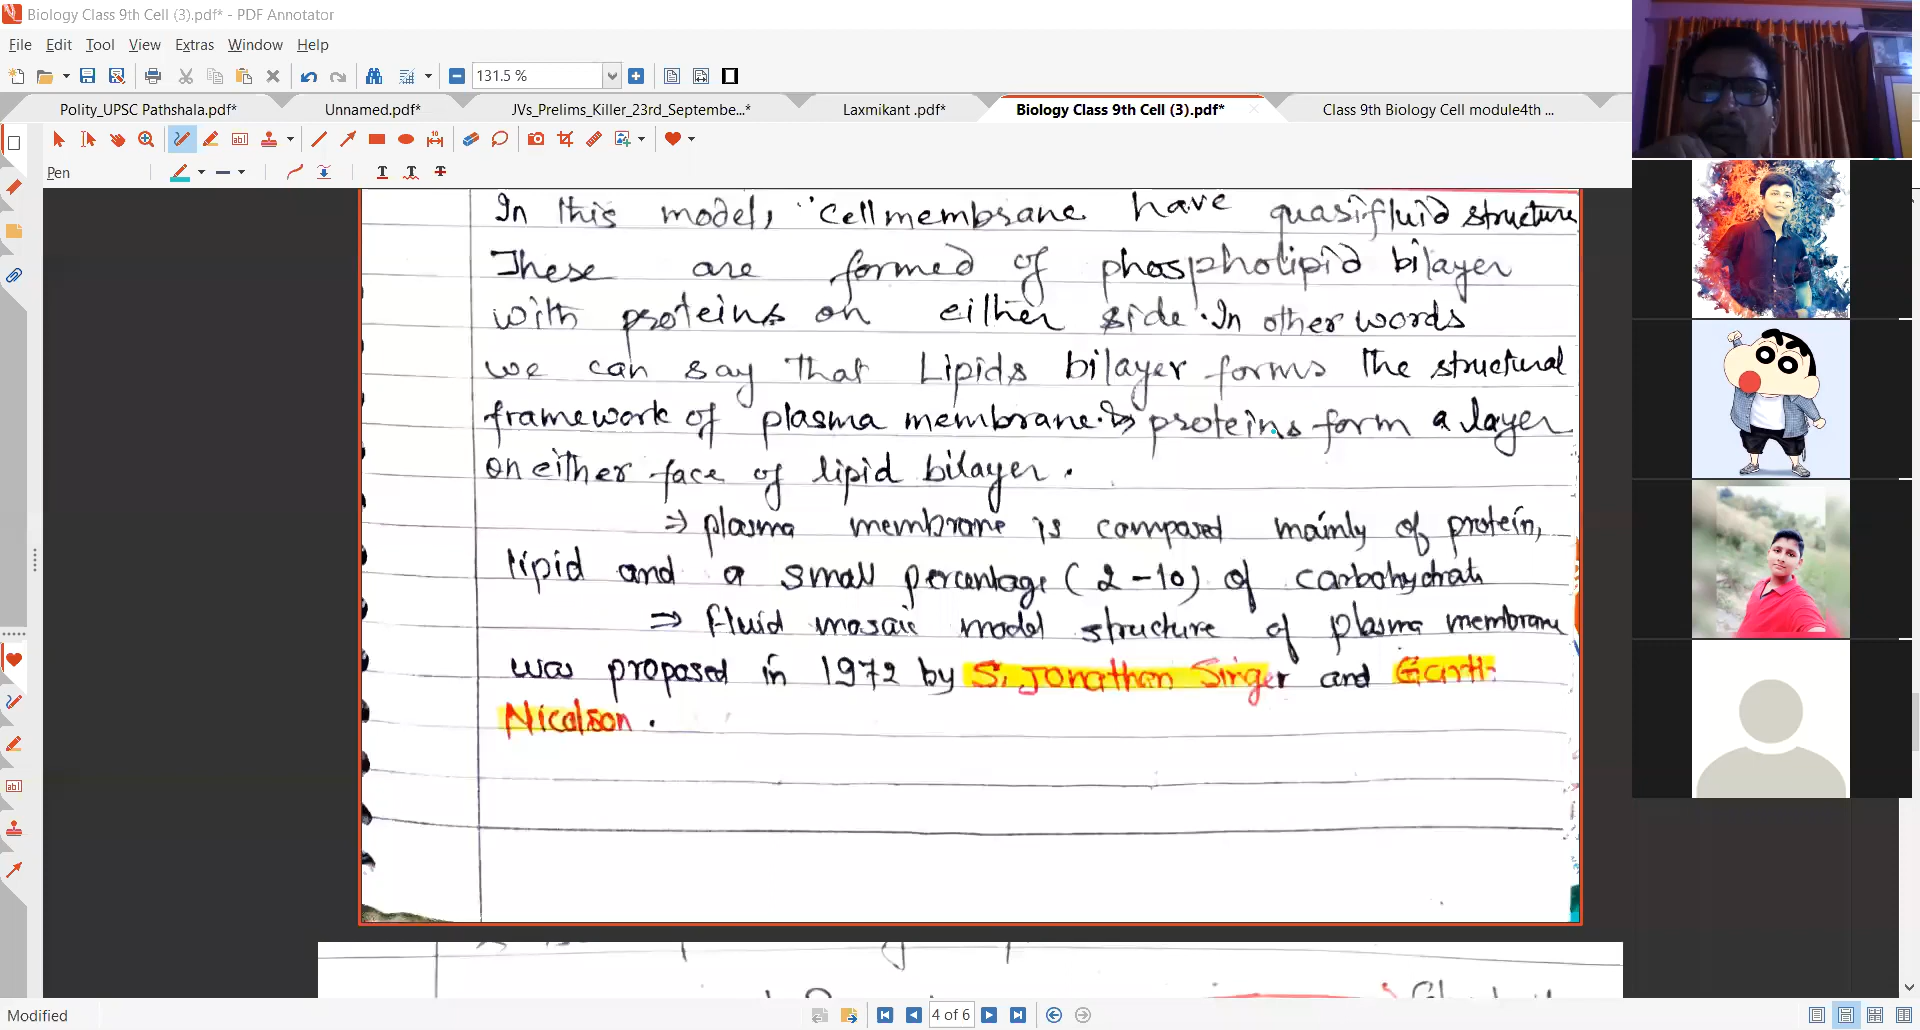 Biology Class 9th Cell (3).pdf* - PDF Annotator
File Edit Tool View Extras Window Help
131.5 %
Polity_UPSC Pathshala.pdf* Unnamed.pdf* JVs_Prelims_Killer_23rd_Septembe...* Laxmikant .pdf* Biology Class 9th Cell (3).pdf* Class 9th Biology Cell module4th ...
Pen
In this model, "Cell membrane have quasifluid structure
These are formed of phospholipid bilayer
with proteins on either side. In other words
we can say that Lipids bilayer forms the structural
framework of plasma membrane. & proteins form a layer
on either face of lipid bilayer.
⇒ plasma membrane is compared mainly of protein,
lipid and a small percentage (2-10) of carbohydrate
⇒ fluid mosaic model structure of plasma membrane
was proposed in 1972 by S. Jonathan Singer and Garth
Nicolson.
Modified
4 of 6